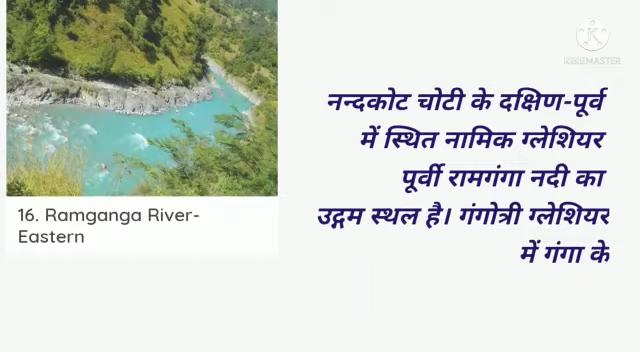 KINEMASTER
नन्दकोट चोटी के दक्षिण-पूर्व
में स्थित नामिक ग्लेशियर
पूर्वी रामगंगा नदी का
उद्गम स्थल है। गंगोत्री ग्लेशियर
में गंगा के
16. Ramganga River-
Eastern